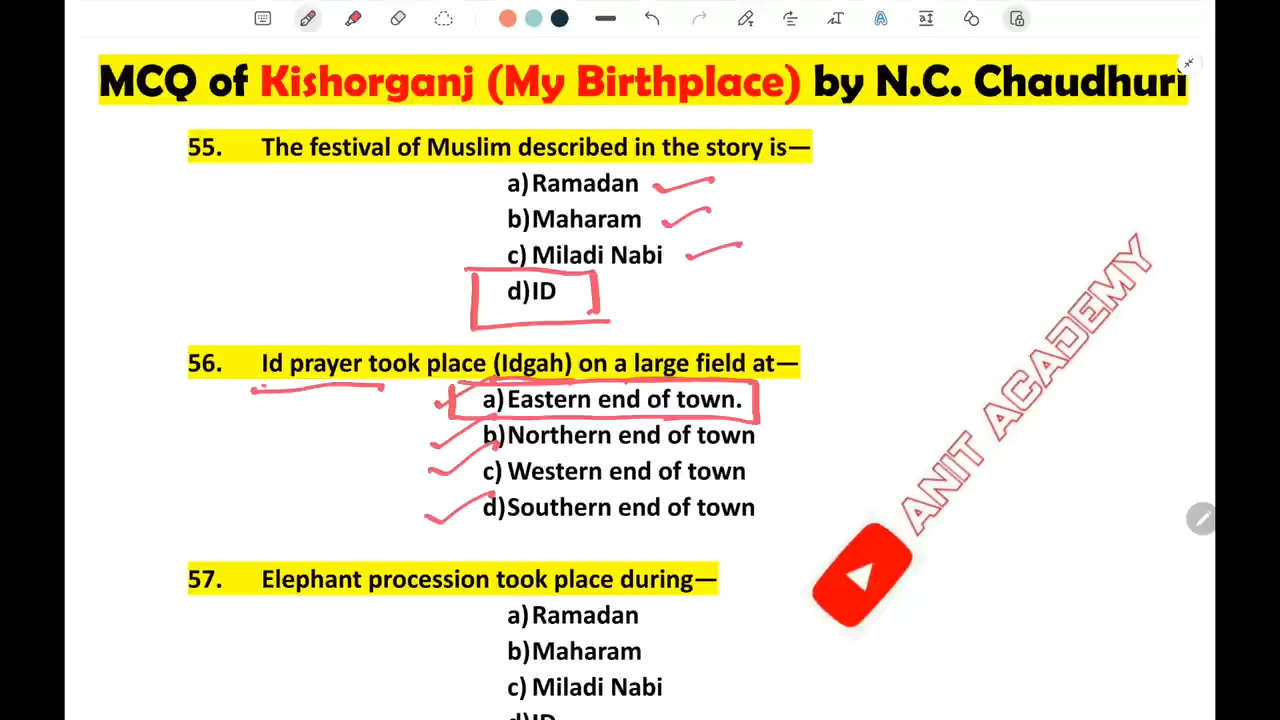 MCQ of Kishorganj (My Birthplace) by N.C. Chaudhuri
55. The festival of Muslim described in the story is—
a) Ramadan
b) Maharam
c) Miladi Nabi
d) ID
56. Id prayer took place (Idgah) on a large field at—
a) Eastern end of town.
b) Northern end of town
c) Western end of town
d) Southern end of town
57. Elephant procession took place during—
a) Ramadan
b) Maharam
c) Miladi Nabi
d) ID
ANIT ACADEMY